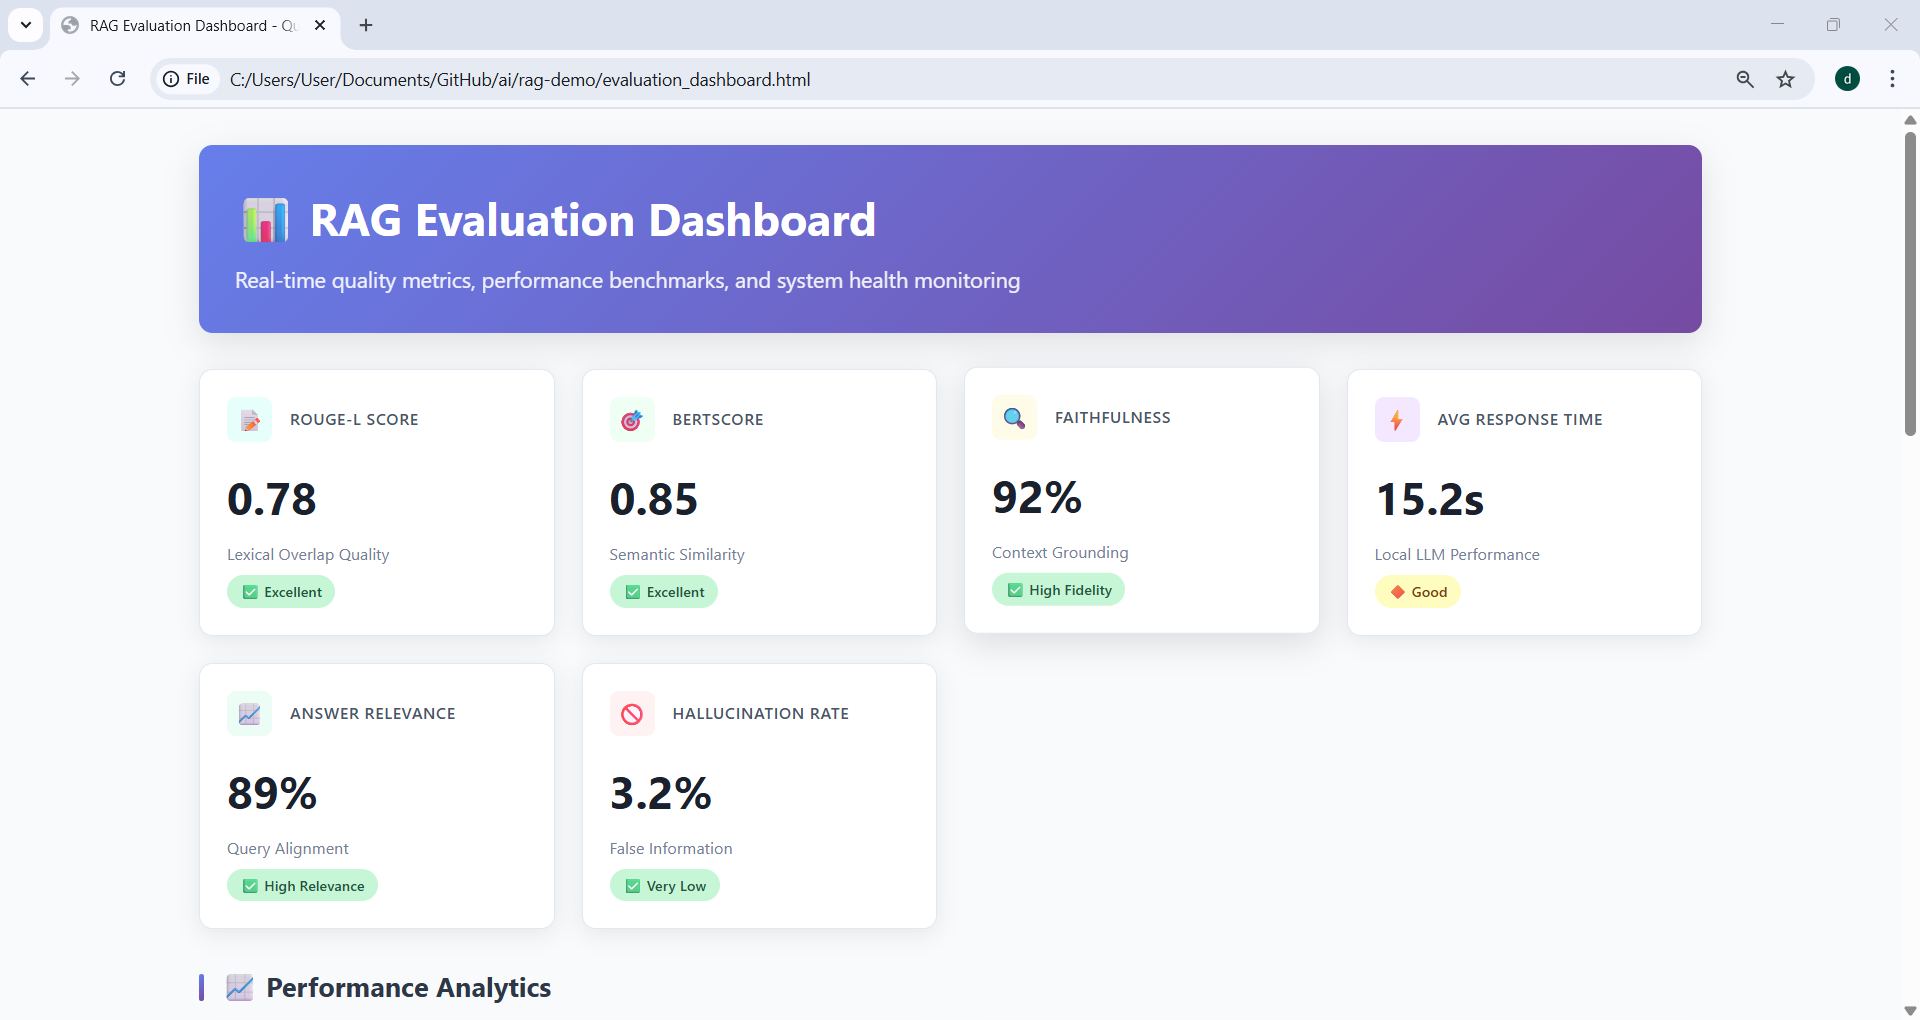 RAG Evaluation Dashboard - Qu
File
C:/Users/User/Documents/GitHub/ai/rag-demo/evaluation_dashboard.html
d
RAG Evaluation Dashboard
Real-time quality metrics, performance benchmarks, and system health monitoring
ROUGE-L SCORE
0.78
Lexical Overlap Quality
Excellent
BERTSCORE
0.85
Semantic Similarity
Excellent
FAITHFULNESS
92%
Context Grounding
High Fidelity
AVG RESPONSE TIME
15.2s
Local LLM Performance
Good
ANSWER RELEVANCE
89%
Query Alignment
High Relevance
HALLUCINATION RATE
3.2%
False Information
Very Low
Performance Analytics